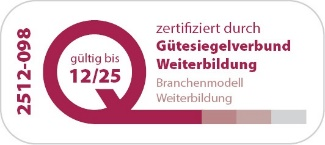 2512-098
gültig bis
12/25
zertifiziert durch
Gütesiegelverbund
Weiterbildung
Branchenmodell
Weiterbildung